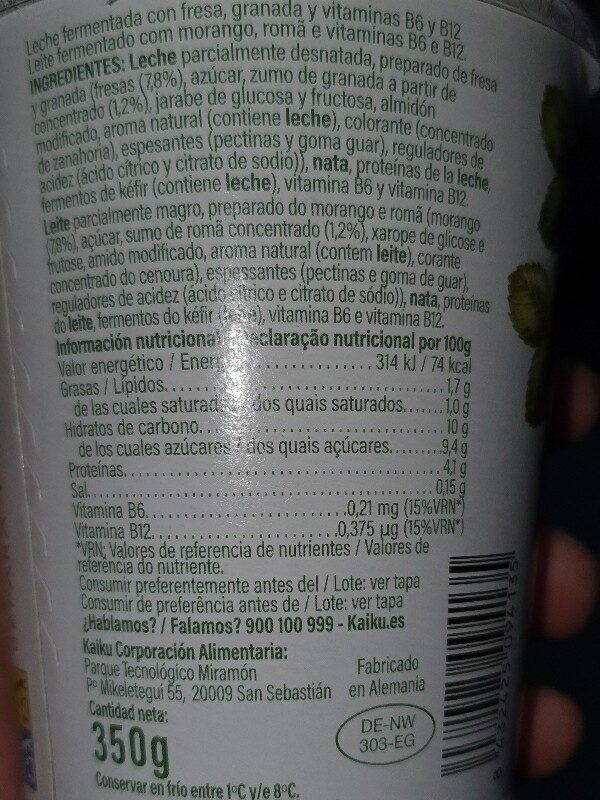 Leche fermentada con fresa, granada y vitaminas B6 y B12
Leite fermentado com morango, romã e vitaminas B6 e B12.
INGREDIENTES: Leche parcialmente desnatada, preparado de fresa
y granada (fresas (7,8%), azúcar, zumo de granada a partir de
concentrado (1,2%), jarabe de glucosa y fructosa, almidón
modificado, aroma natural (contiene leche), colorante (concentrado
de zanahoria), espesantes (pectinas y goma guar), reguladores de
acidez (ácido cítrico y citrato de sodio)), nata, proteínas de la leche,
fermentos de kéfir (contiene leche), vitamina B6 y vitamina B12.
Leite parcialmente magro, preparado do morango e romã (morango
(7,8%), açúcar, sumo de romã concentrado (1,2%), xarope de glicose e
frutose, amido modificado, aroma natural (contem leite), corante
concentrado do cenoura), espessantes (pectinas e goma de guar),
reguladores de acidez (ácido cítrico e citrato de sódio)), nata, proteínas
do leite, fermentos do kéfir (leite), vitamina B6 e vitamina B12.
Información nutricional Declaração nutricional por 100g
Valor energético / Ener 314 kJ / 74 kcal
Grasas / Lípidos. 1,7 g
de las cuales saturad dos quais saturados. 1,0 g
Hidratos de carbono. 10 g
de los cuales azúcares / dos quais açúcares. 9,4 g
Proteínas. 4,1 g
Sal. 0,15 g
Vitamina B6. 0,21 mg (15%VRN*)
Vitamina B12. 0,375 µg (15%VRN*)
*VRN; Valores de referencia de nutrientes / Valores de
referência do nutriente.
Consumir preferentemente antes del / Lote: ver tapa
Consumir de preferência antes de / Lote: ver tapa
¿Hablamos? / Falamos? 900 100 999 - Kaiku.es
Kaiku Corporación Alimentaria:
Parque Tecnológico Miramón
Pº Mikeletegui 55, 20009 San Sebastián
Fabricado
en Alemania
Cantidad neta:
350g
DE-NW
303-EG
Conservar en frío entre 1ºC y/e 8ºC.